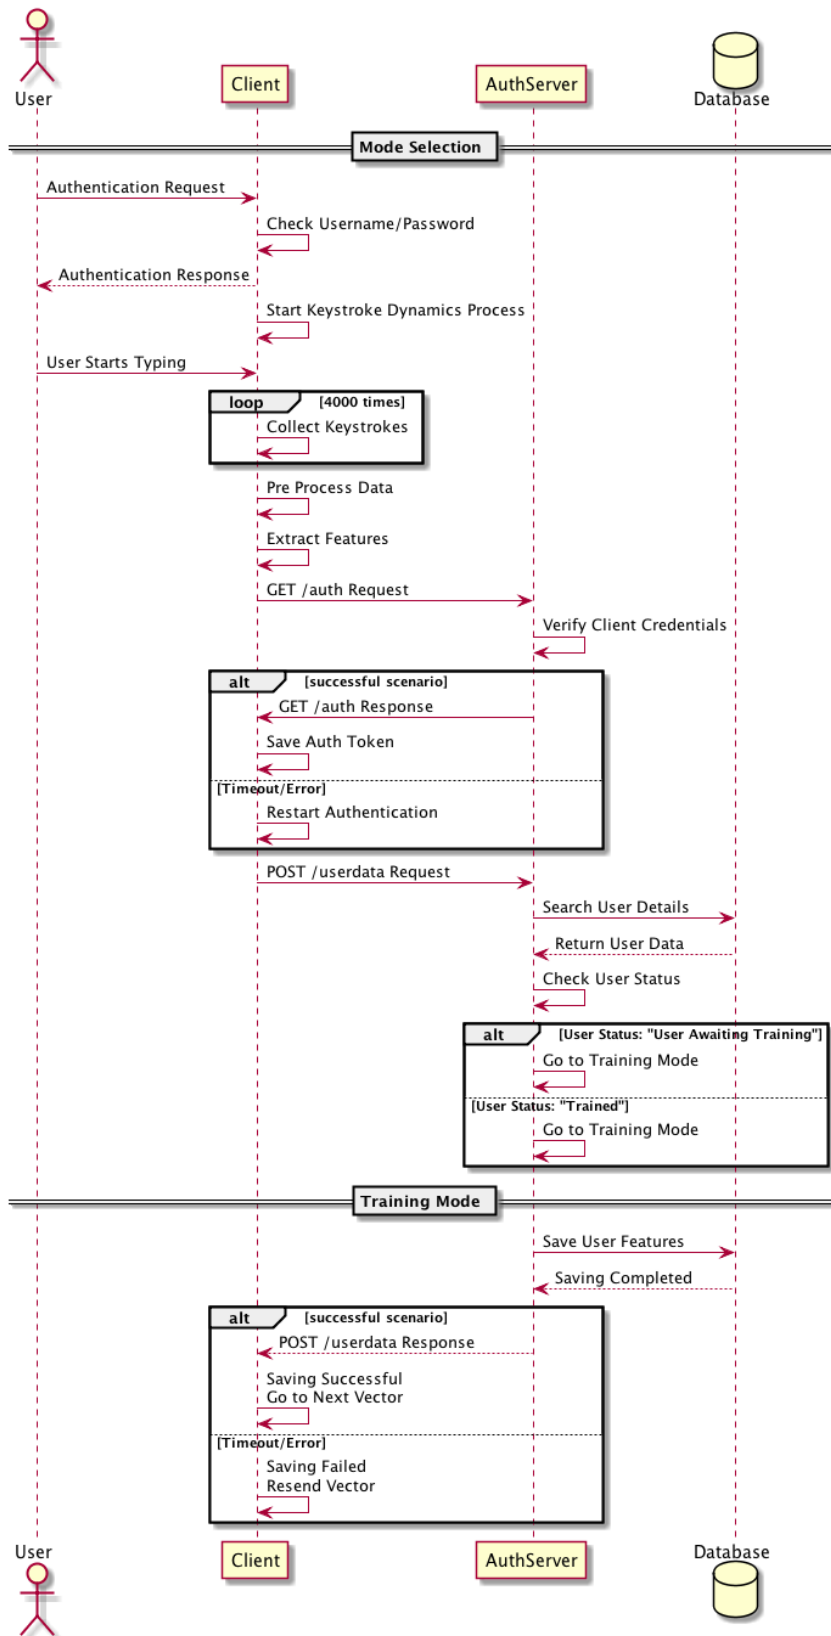 User
Client
AuthServer
Database
Mode Selection
Authentication Request
Check Username/Password
Authentication Response
Start Keystroke Dynamics Process
User Starts Typing
loop [4000 times]
Collect Keystrokes
Pre Process Data
Extract Features
GET /auth Request
Verify Client Credentials
alt [successful scenario]
GET /auth Response
Save Auth Token
[Timeout/Error]
Restart Authentication
POST /userdata Request
Search User Details
Return User Data
Check User Status
alt [User Status: "User Awaiting Training"]
Go to Training Mode
[User Status: "Trained"]
Go to Training Mode
Training Mode
Save User Features
Saving Completed
alt [successful scenario]
POST /userdata Response
Saving Successful
Go to Next Vector
[Timeout/Error]
Saving Failed
Resend Vector
User
Client
AuthServer
Database